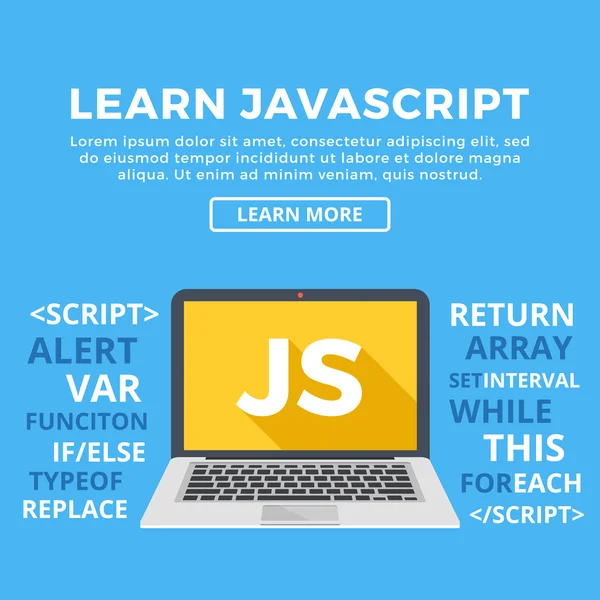 LEARN JAVASCRIPT
Lorem ipsum dolor sit amet, consectetur adipiscing elit, sed
do eiusmod tempor incididunt ut labore et dolore magna
aliqua. Ut enim ad minim veniam, quis nostrud.
LEARN MORE
<SCRIPT>
ALERT
VAR
FUNCITON
IF/ELSE
TYPEOF
REPLACE
JS
RETURN
ARRAY
SETINTERVAL
WHILE
THIS
FOREACH
</SCRIPT>